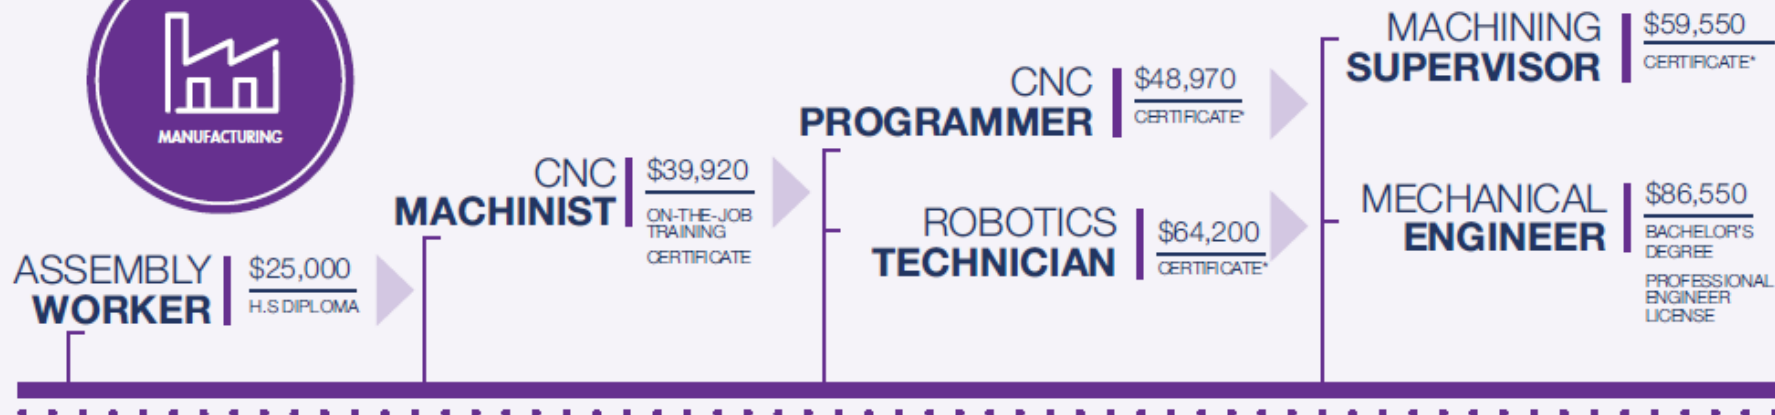 MANUFACTURING
ASSEMBLY
WORKER
$25,000
H.S DIPLOMA
CNC
MACHINIST
$39,920
ON-THE-JOB
TRAINING
CERTIFICATE
CNC
PROGRAMMER
$48,970
CERTIFICATE*
ROBOTICS
TECHNICIAN
$64,200
CERTIFICATE*
MACHINING
SUPERVISOR
$59,550
CERTIFICATE*
MECHANICAL
ENGINEER
$86,550
BACHELOR'S
DEGREE
PROFESSIONAL
ENGINEER
LICENSE